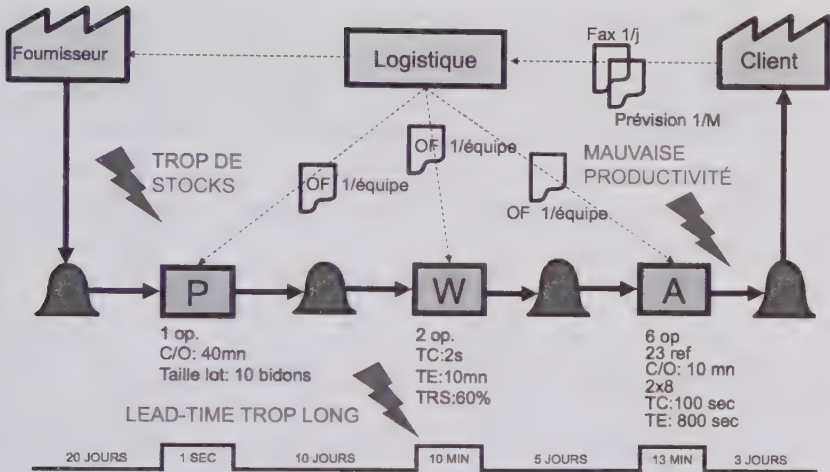 Fournisseur
Logistique
Fax 1/j
Client
Prévision 1/M
TROP DE
STOCKS
OF 1/équipe
OF 1/équipe
OF 1/équipe
MAUVAISE
PRODUCTIVITÉ
P
W
A
1 op.
C/O: 40mn
Taille lot: 10 bidons
2 op.
TC:2s
TE:10mn
TRS:60%
6 op
23 ref
C/O: 10 mn
2x8
TC:100 sec
TE: 800 sec
LEAD-TIME TROP LONG
20 JOURS
1 SEC
10 JOURS
10 MIN
5 JOURS
13 MIN
3 JOURS